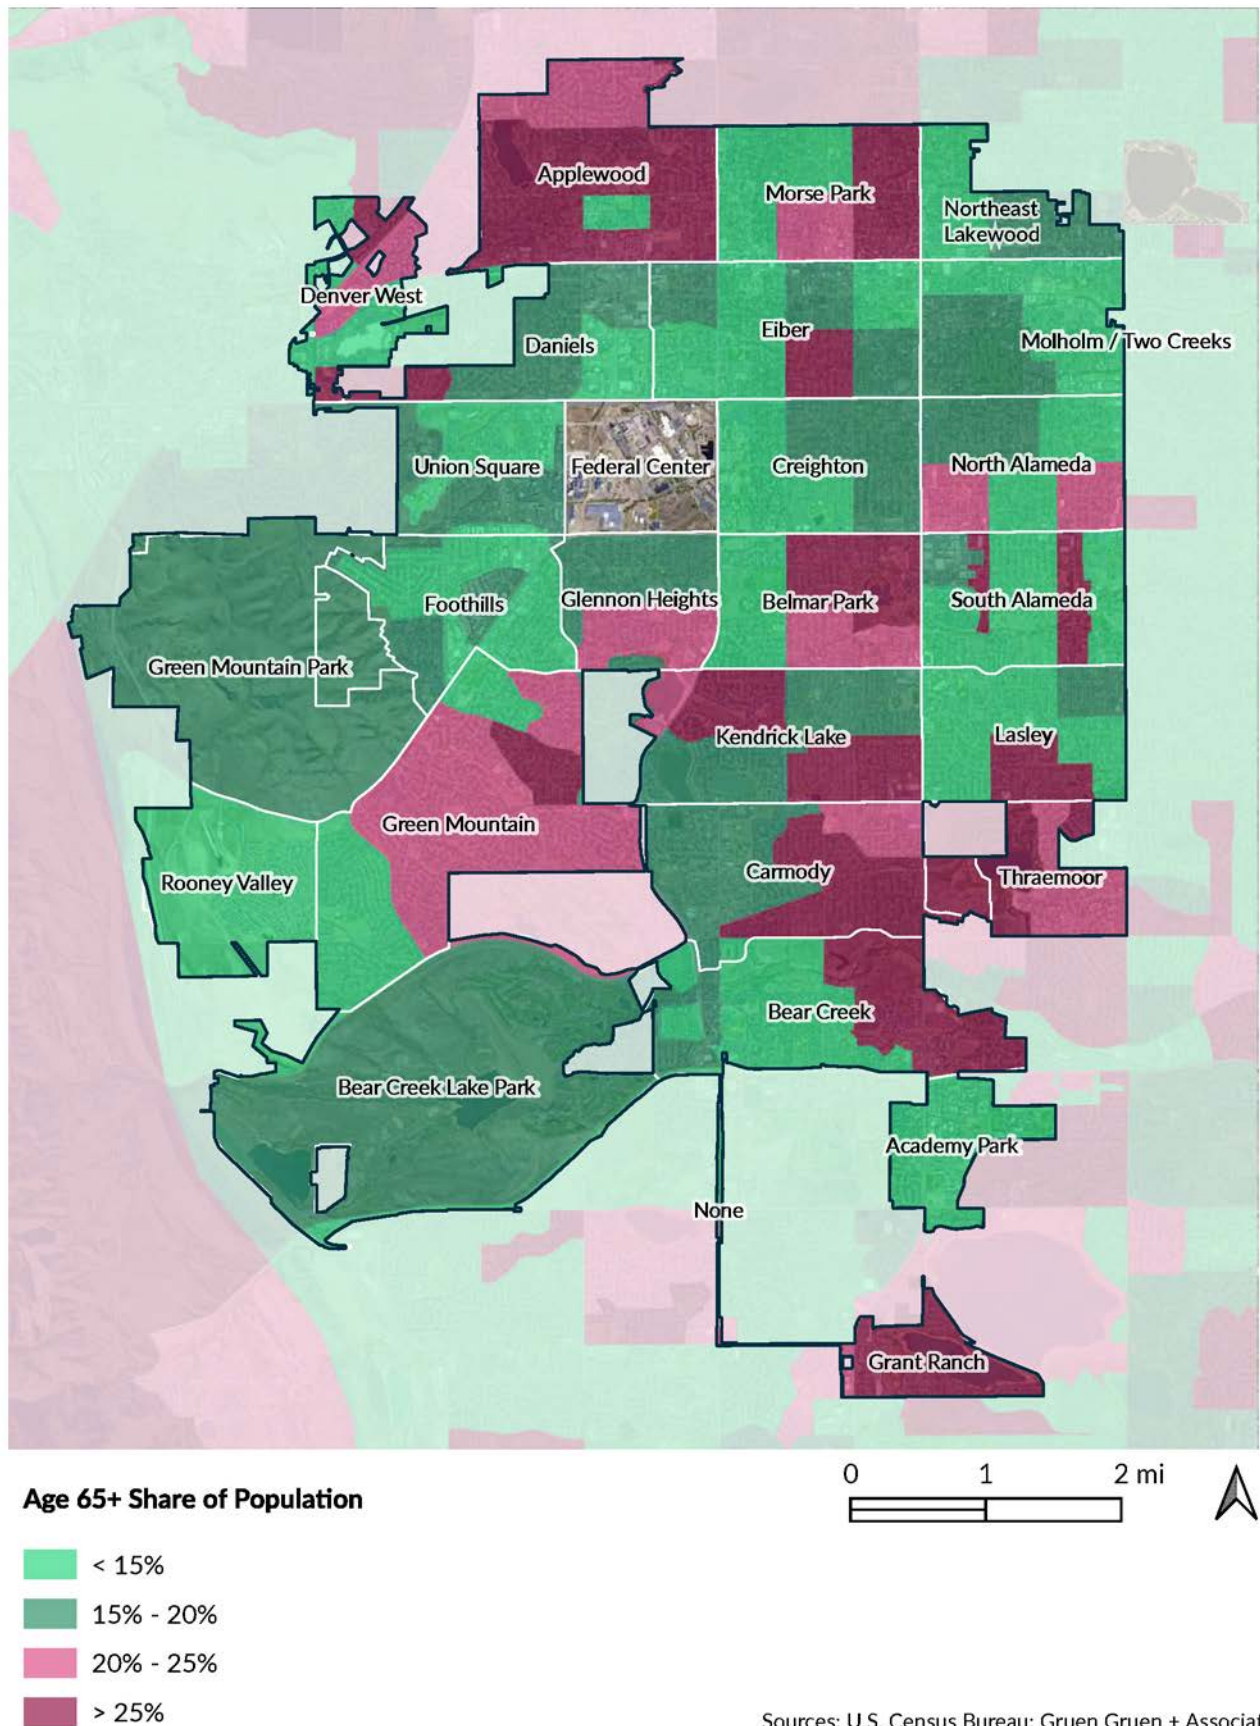 Applewood
Morse Park
Northeast
Lakewood
Denver West
Daniels
Eiber
Molholm / Two Creeks
Union Square
Federal Center
Creighton
North Alameda
Foothills
Glennon Heights
Belmar Park
South Alameda
Green Mountain Park
Kendrick Lake
Lasley
Green Mountain
Rooney Valley
Carmody
Thraemoor
Bear Creek
Bear Creek Lake Park
Academy Park
None
Grant Ranch
0 1 2 mi
Age 65+ Share of Population
< 15%
15% - 20%
20% - 25%
> 25%
Sources: U.S. Census Bureau; Gruen Gruen + Associat